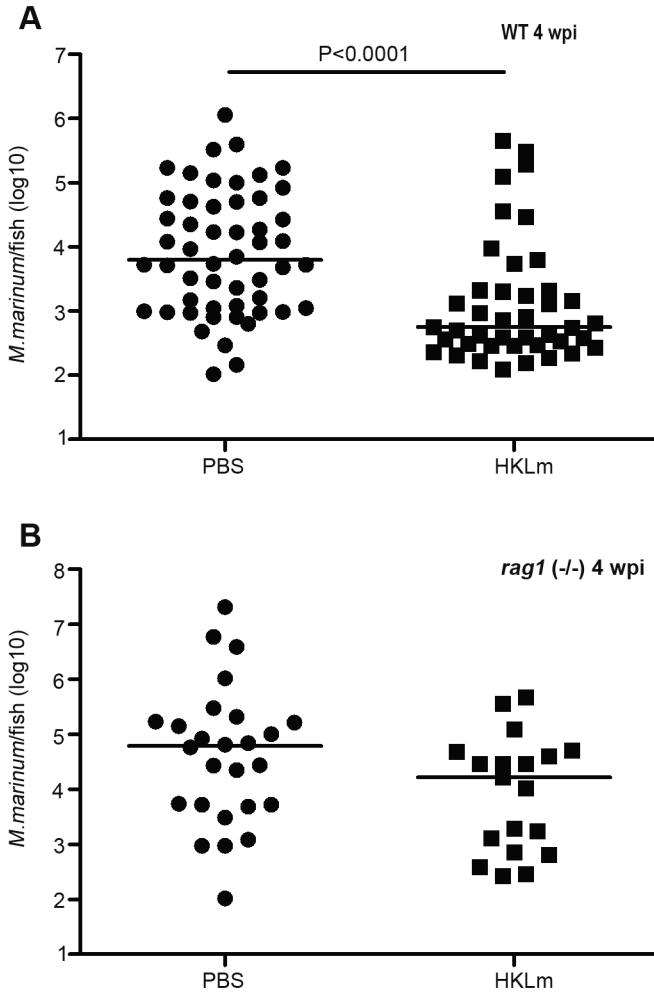 A
WT 4 wpi
P<0.0001
7
6
5
4
3
2
1
M.marinum/fish (log10)
PBS
HKLm
B
rag1 (-/-) 4 wpi
8
7
6
5
4
3
2
1
M.marinum/fish (log10)
PBS
HKLm